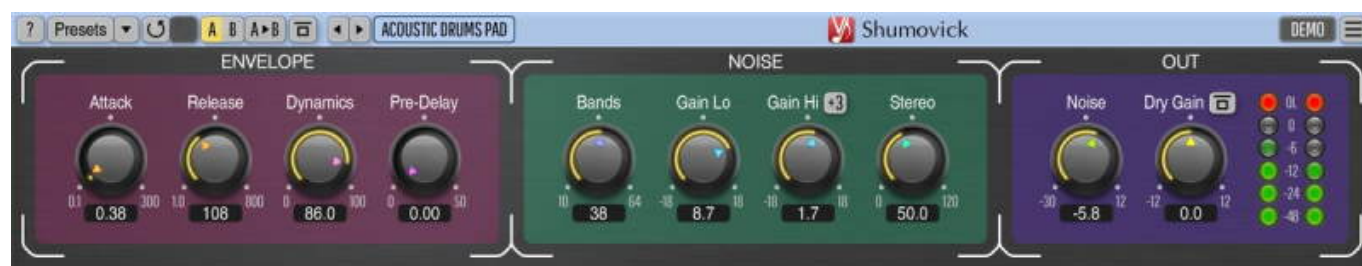 ? Presets A B A▸B ACOUSTIC DRUMS PAD Shumovick DEMO
ENVELOPE NOISE OUT
Attack Release Dynamics Pre-Delay Bands Gain Lo Gain Hi +3 Stereo Noise Dry Gain OL
0
-6
-12
-24
-48
0.1 300 1.0 800 0 100 0 50 10 64 -18 18 -18 18 0 120 -30 12 -12 12
0.38 108 86.0 0.00 38 8.7 1.7 50.0 -5.8 0.0